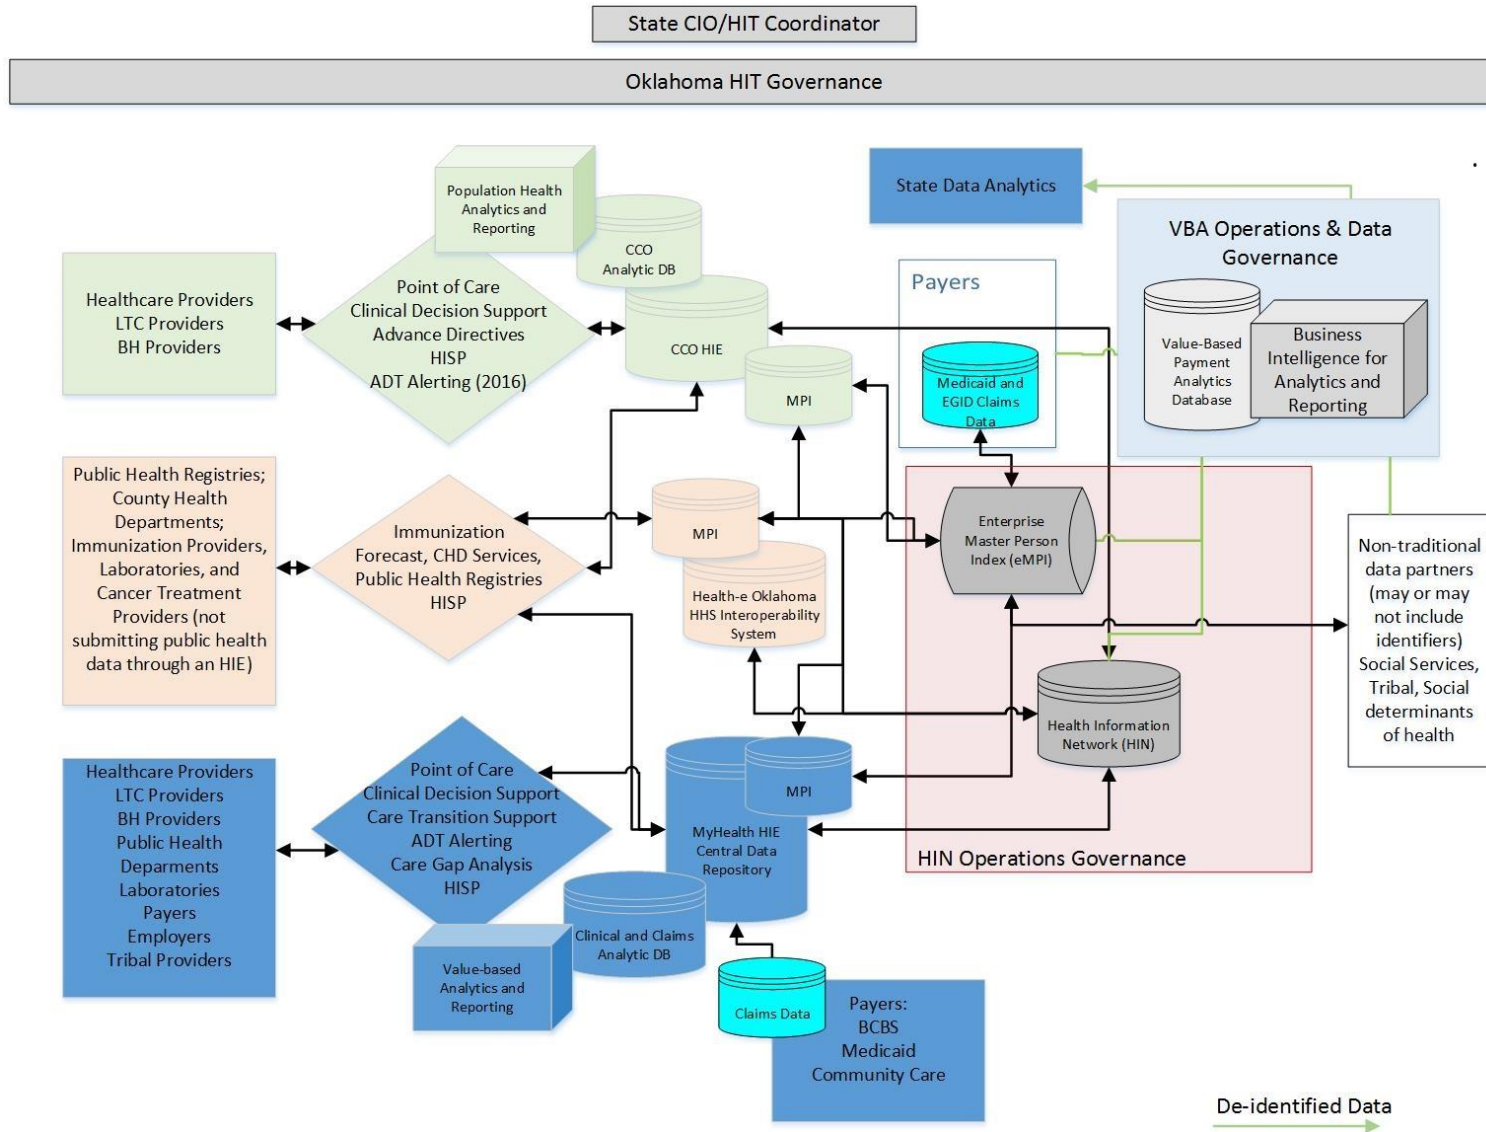 State CIO/HIT Coordinator
Oklahoma HIT Governance
Population Health
Analytics and
Reporting
CCO
Analytic DB
State Data Analytics
.
VBA Operations & Data
Governance
Healthcare Providers
LTC Providers
BH Providers
Point of Care
Clinical Decision Support
Advance Directives
HISP
ADT Alerting (2016)
CCO HIE
MPI
Payers
Medicaid and
EGID Claims
Data
Value-Based
Payment
Analytics
Database
Business
Intelligence for
Analytics and
Reporting
Public Health Registries;
County Health
Departments;
Immunization Providers,
Laboratories, and
Cancer Treatment
Providers (not
submitting public health
data through an HIE)
Immunization
Forecast, CHD Services,
Public Health Registries
HISP
MPI
Health-e Oklahoma
HHS Interoperability
System
Enterprise
Master Person
Index (eMPI)
Non-traditional
data partners
(may or may
not include
identifiers)
Social Services,
Tribal, Social
determinants
of health
Health Information
Network (HIN)
HIN Operations Governance
Healthcare Providers
LTC Providers
BH Providers
Public Health
Deparments
Laboratories
Payers
Employers
Tribal Providers
Point of Care
Clinical Decision Support
Care Transition Support
ADT Alerting
Care Gap Analysis
HISP
MPI
MyHealth HIE
Central Data
Repository
Clinical and Claims
Analytic DB
Value-based
Analytics and
Reporting
Claims Data
Payers:
BCBS
Medicaid
Community Care
De-identified Data